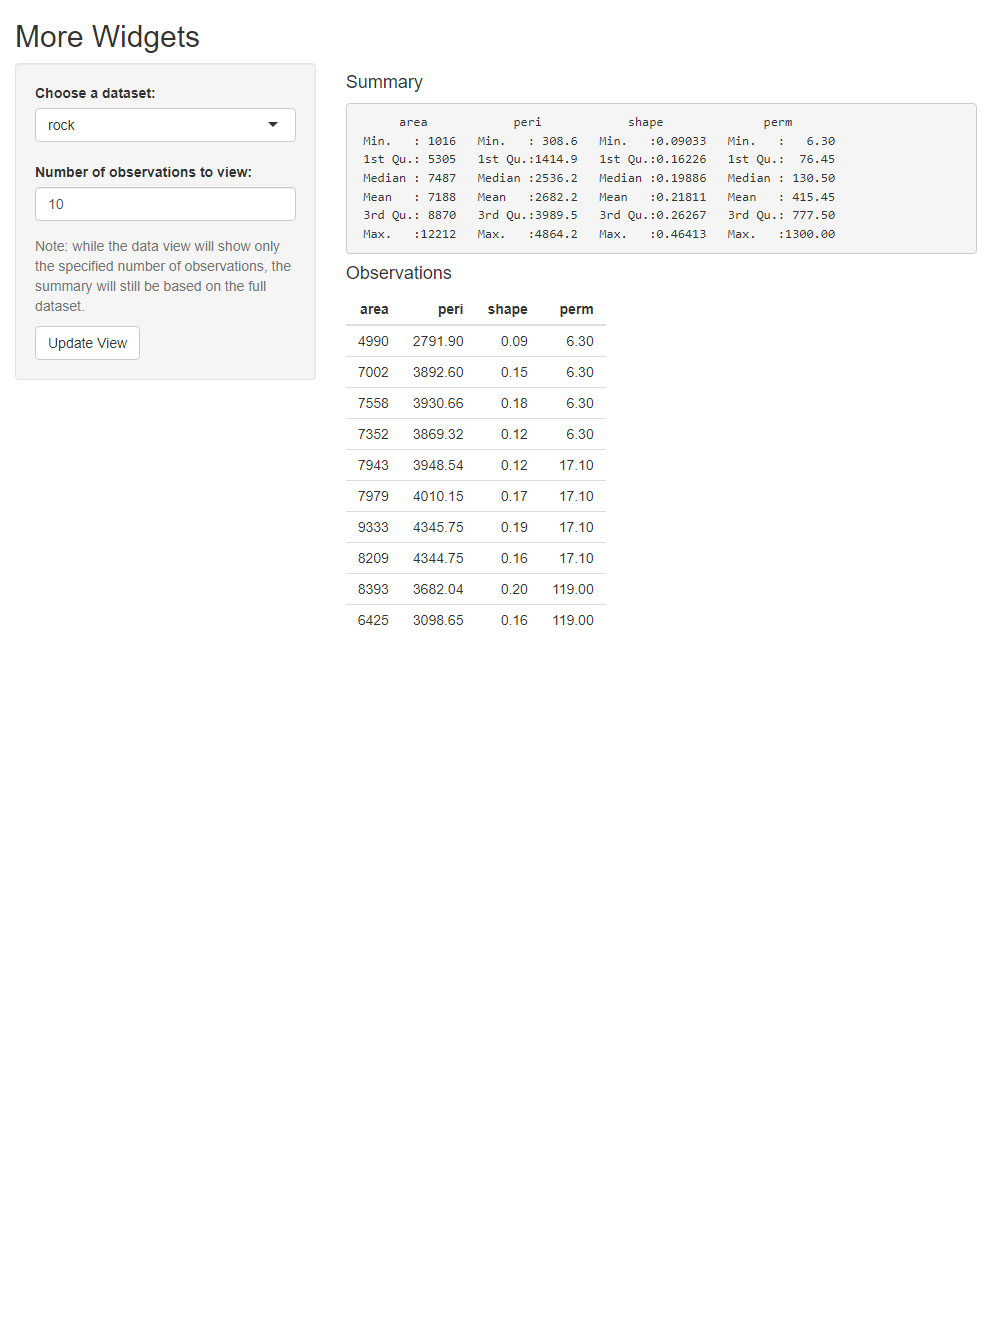 More Widgets
Choose a dataset:
rock
Number of observations to view:
10
Note: while the data view will show only
the specified number of observations, the
summary will still be based on the full
dataset.
Update View
Summary
area peri shape perm
Min. : 1016 Min. : 308.6 Min. :0.09033 Min. : 6.30
1st Qu.: 5305 1st Qu.:1414.9 1st Qu.:0.16226 1st Qu.: 76.45
Median : 7487 Median :2536.2 Median :0.19886 Median : 130.50
Mean : 7188 Mean :2682.2 Mean :0.21811 Mean : 415.45
3rd Qu.: 8870 3rd Qu.:3989.5 3rd Qu.:0.26267 3rd Qu.: 777.50
Max. :12212 Max. :4864.2 Max. :0.46413 Max. :1300.00
Observations
area peri shape perm
4990 2791.90 0.09 6.30
7002 3892.60 0.15 6.30
7558 3930.66 0.18 6.30
7352 3869.32 0.12 6.30
7943 3948.54 0.12 17.10
7979 4010.15 0.17 17.10
9333 4345.75 0.19 17.10
8209 4344.75 0.16 17.10
8393 3682.04 0.20 119.00
6425 3098.65 0.16 119.00